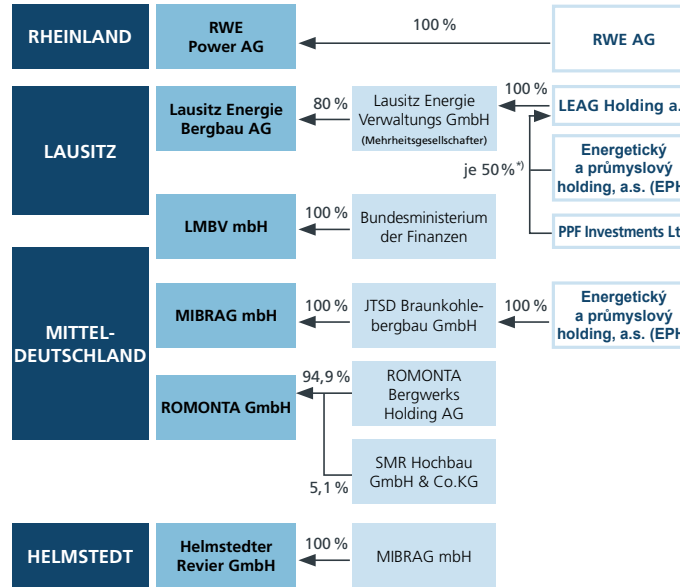 RHEINLAND
RWE
Power AG
100 %
RWE AG
LAUSITZ
Lausitz Energie
Bergbau AG
80 %
Lausitz Energie
Verwaltungs GmbH
(Mehrheitsgesellschafter)
100 %
LEAG Holding a.
je 50%*)
Energetický
a průmyslový
holding, a.s. (EPH
PPF Investments Lt
LMBV mbH
100 %
Bundesministerium
der Finanzen
MITTEL-
DEUTSCHLAND
MIBRAG mbH
100 %
JTSD Braunkohle-
bergbau GmbH
100 %
Energetický
a průmyslový
holding, a.s. (EPH
ROMONTA GmbH
94,9 %
ROMONTA
Bergwerks
Holding AG
5,1 %
SMR Hochbau
GmbH & Co.KG
HELMSTEDT
Helmstedter
Revier GmbH
100 %
MIBRAG mbH